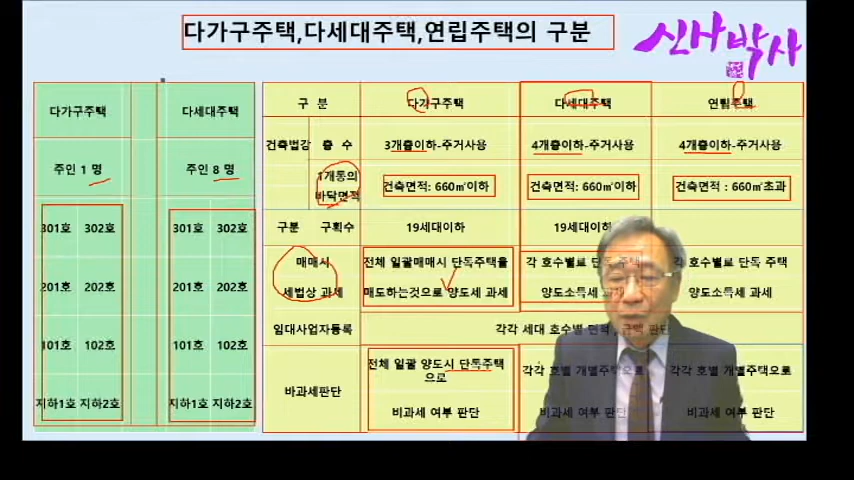 다가구주택,다세대주택,연립주택의 구분
신나박사
다가구주택 다세대주택
주인 1 명 주인 8 명
301호 302호 301호 302호
201호 202호 201호 202호
101호 102호 101호 102호
지하1호 지하2호 지하1호 지하2호
구 분 다가구주택 다세대주택 연립주택
건축법강 층 수 3개층이하-주거사용 4개층이하-주거사용 4개층이하-주거사용
1개동의
바닥면적 건축면적: 660㎡이하 건축면적: 660㎡이하 건축면적 : 660㎡초과
구분 구획수 19세대이하 19세대이하
매매시 전체 일괄매매시 단독주택을 각 호수별로 단독 주택 각 호수별로 단독 주택
세법상 과세 매도하는것으로 양도세 과세 양도소득세 과세 양도소득세 과세
임대사업자등록 각각 세대 호수별 면적, 금액 판단
전체 일괄 양도시 단독주택
으로 각각 호별 개별주택으로 각각 호별 개별주택으로
비과세판단
비과세 여부 판단 비과세 여부 판단 비과세 여부 판단